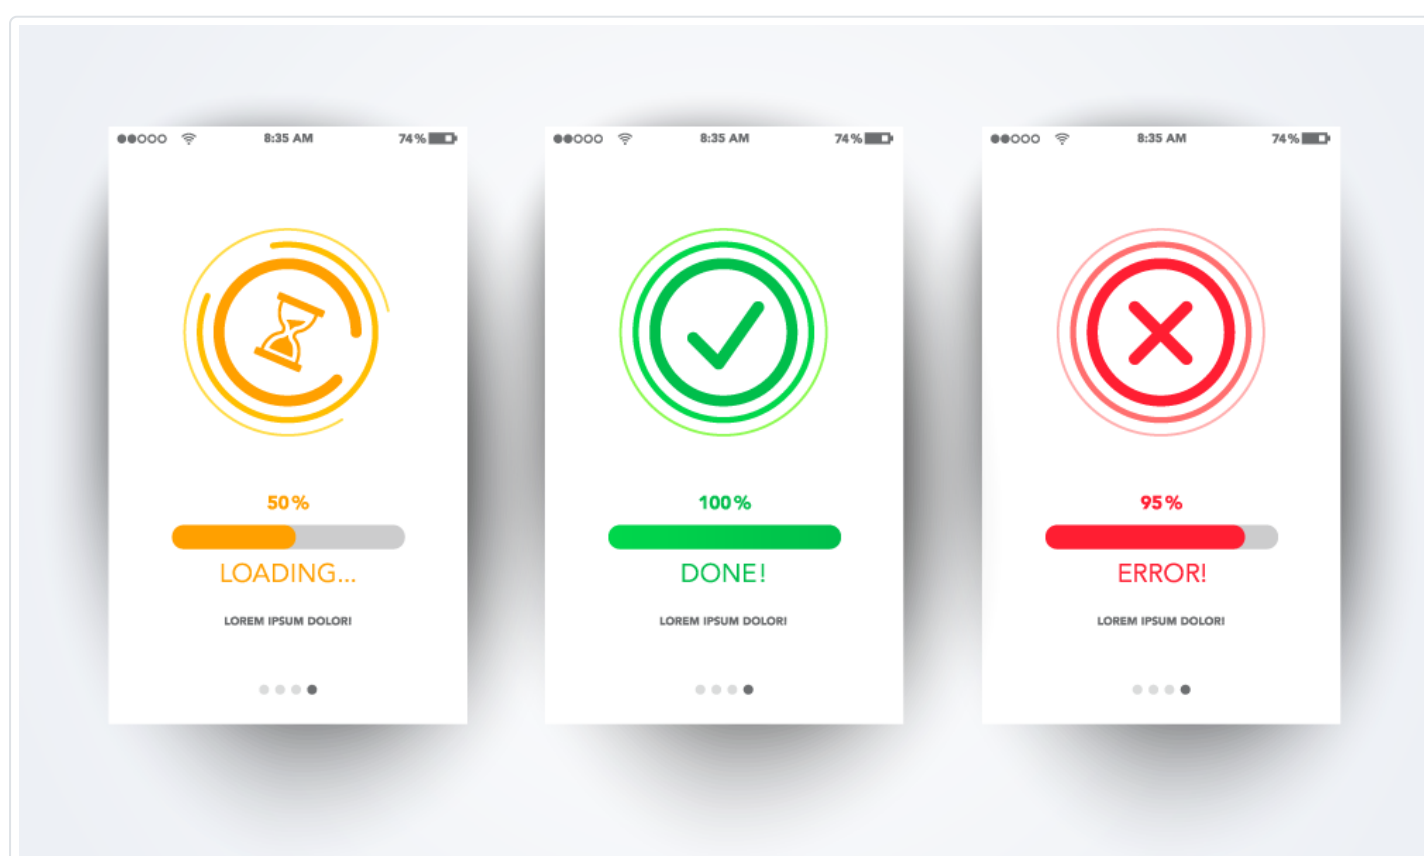 8:35 AM 74%
50%
LOADING...
LOREM IPSUM DOLORI
8:35 AM 74%
100%
DONE!
LOREM IPSUM DOLORI
8:35 AM 74%
95%
ERROR!
LOREM IPSUM DOLORI